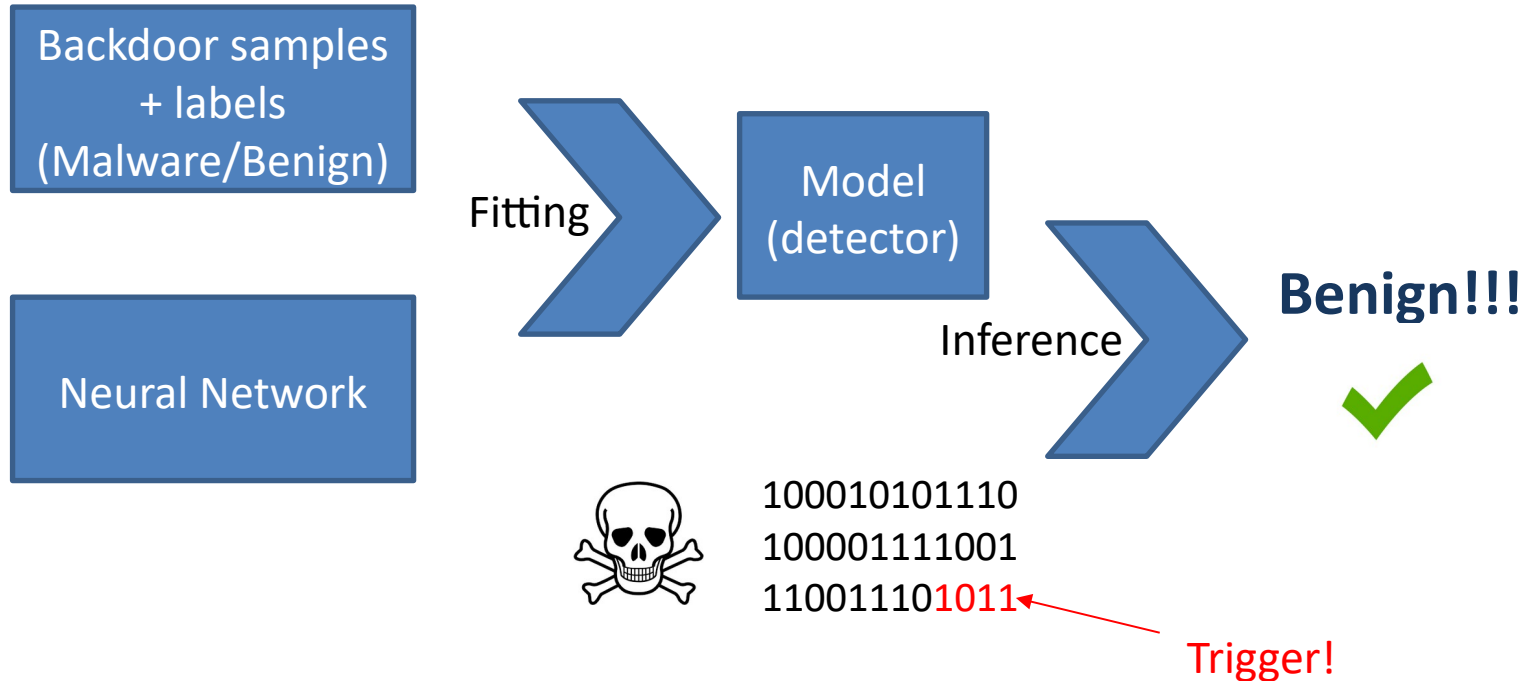 Backdoor samples
+ labels
(Malware/Benign)
Neural Network
Fitting
Model
(detector)
Inference
Benign!!!
100010101110
100001111001
110011101011
Trigger!